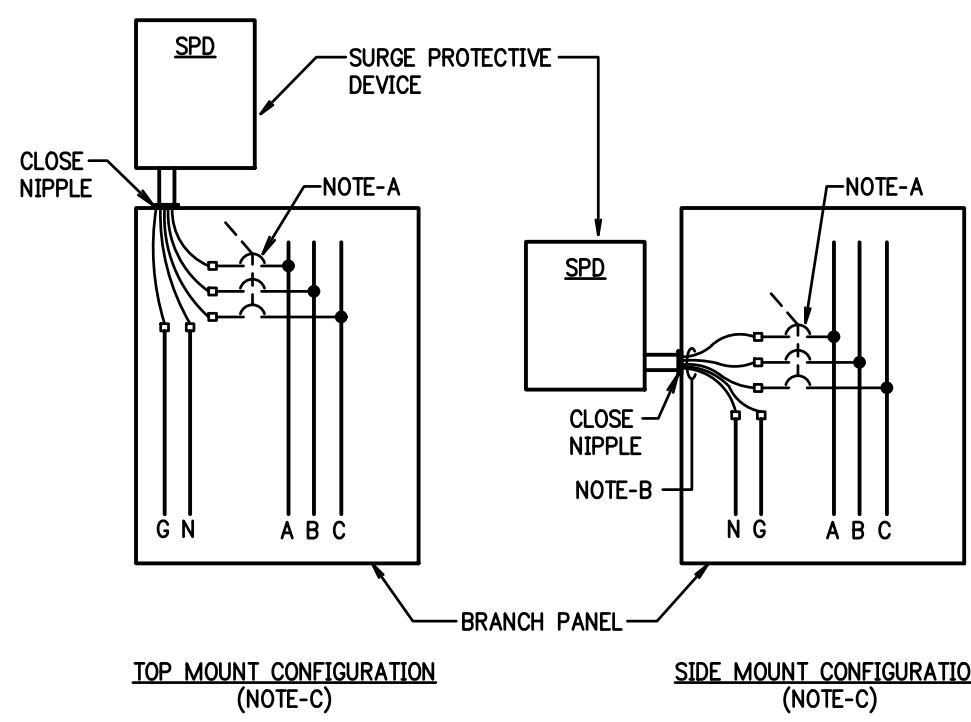 SPD
SURGE PROTECTIVE
DEVICE
CLOSE
NIPPLE
NOTE-A
NOTE-A
SPD
CLOSE
NIPPLE
NOTE-B
G N A B C
N G A B C
BRANCH PANEL
TOP MOUNT CONFIGURATION
(NOTE-C)
SIDE MOUNT CONFIGURATIO
(NOTE-C)